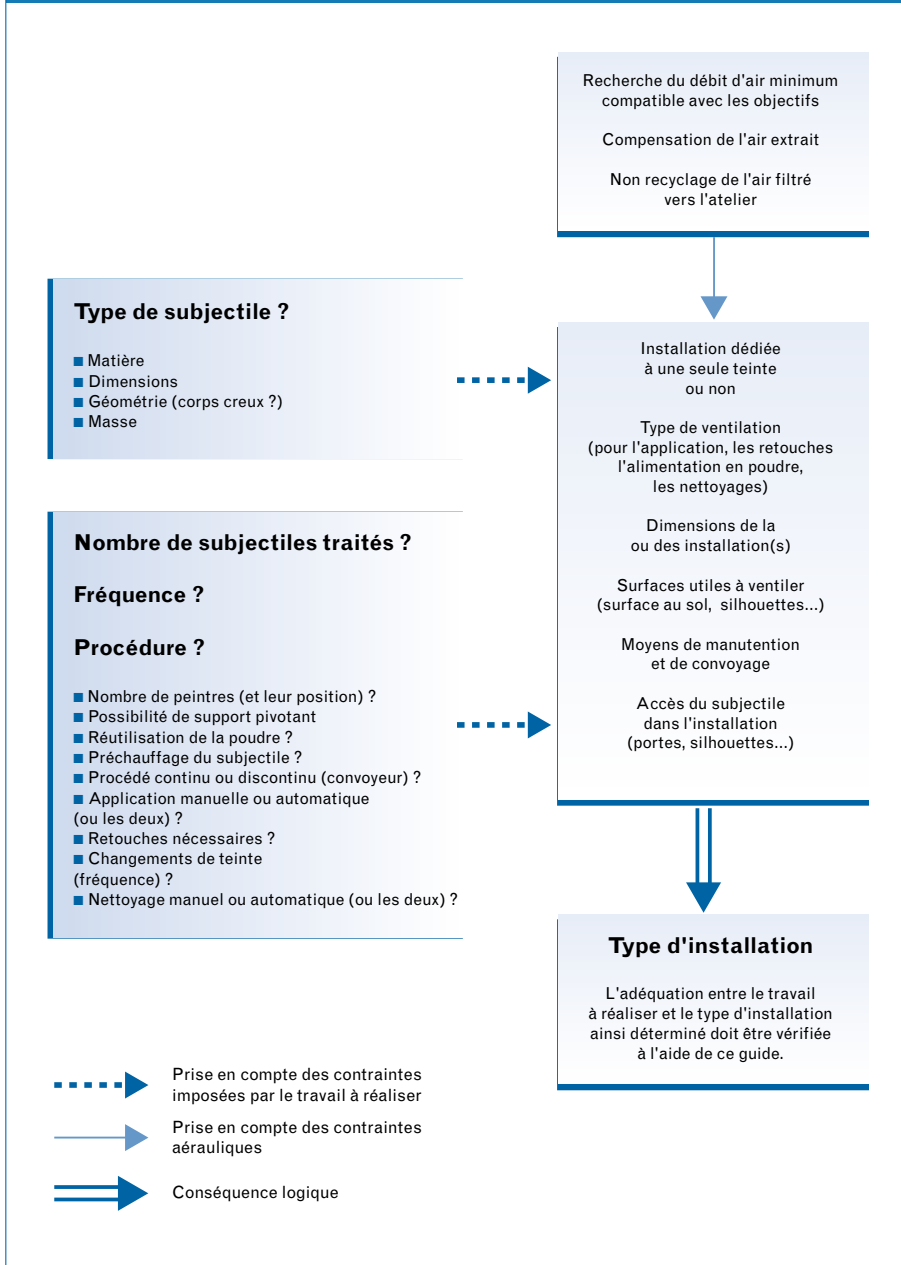 Recherche du débit d'air minimum
compatible avec les objectifs
Compensation de l'air extrait
Non recyclage de l'air filtré
vers l'atelier
Type de subjectile ?
■ Matière
■ Dimensions
■ Géométrie (corps creux ?)
■ Masse
Nombre de subjectiles traités ?
Fréquence ?
Procédure ?
■ Nombre de peintres (et leur position) ?
■ Possibilité de support pivotant
■ Réutilisation de la poudre ?
■ Préchauffage du subjectile ?
■ Procédé continu ou discontinu (convoyeur) ?
■ Application manuelle ou automatique
(ou les deux) ?
■ Retouches nécessaires ?
■ Changements de teinte
(fréquence) ?
■ Nettoyage manuel ou automatique (ou les deux) ?
Installation dédiée
à une seule teinte
ou non
Type de ventilation
(pour l'application, les retouches
l'alimentation en poudre,
les nettoyages)
Dimensions de la
ou des installation(s)
Surfaces utiles à ventiler
(surface au sol, silhouettes...)
Moyens de manutention
et de convoyage
Accès du subjectile
dans l'installation
(portes, silhouettes...)
Type d'installation
L'adéquation entre le travail
à réaliser et le type d'installation
ainsi déterminé doit être vérifiée
à l'aide de ce guide.
Prise en compte des contraintes
imposées par le travail à réaliser
Prise en compte des contraintes
aérauliques
Conséquence logique